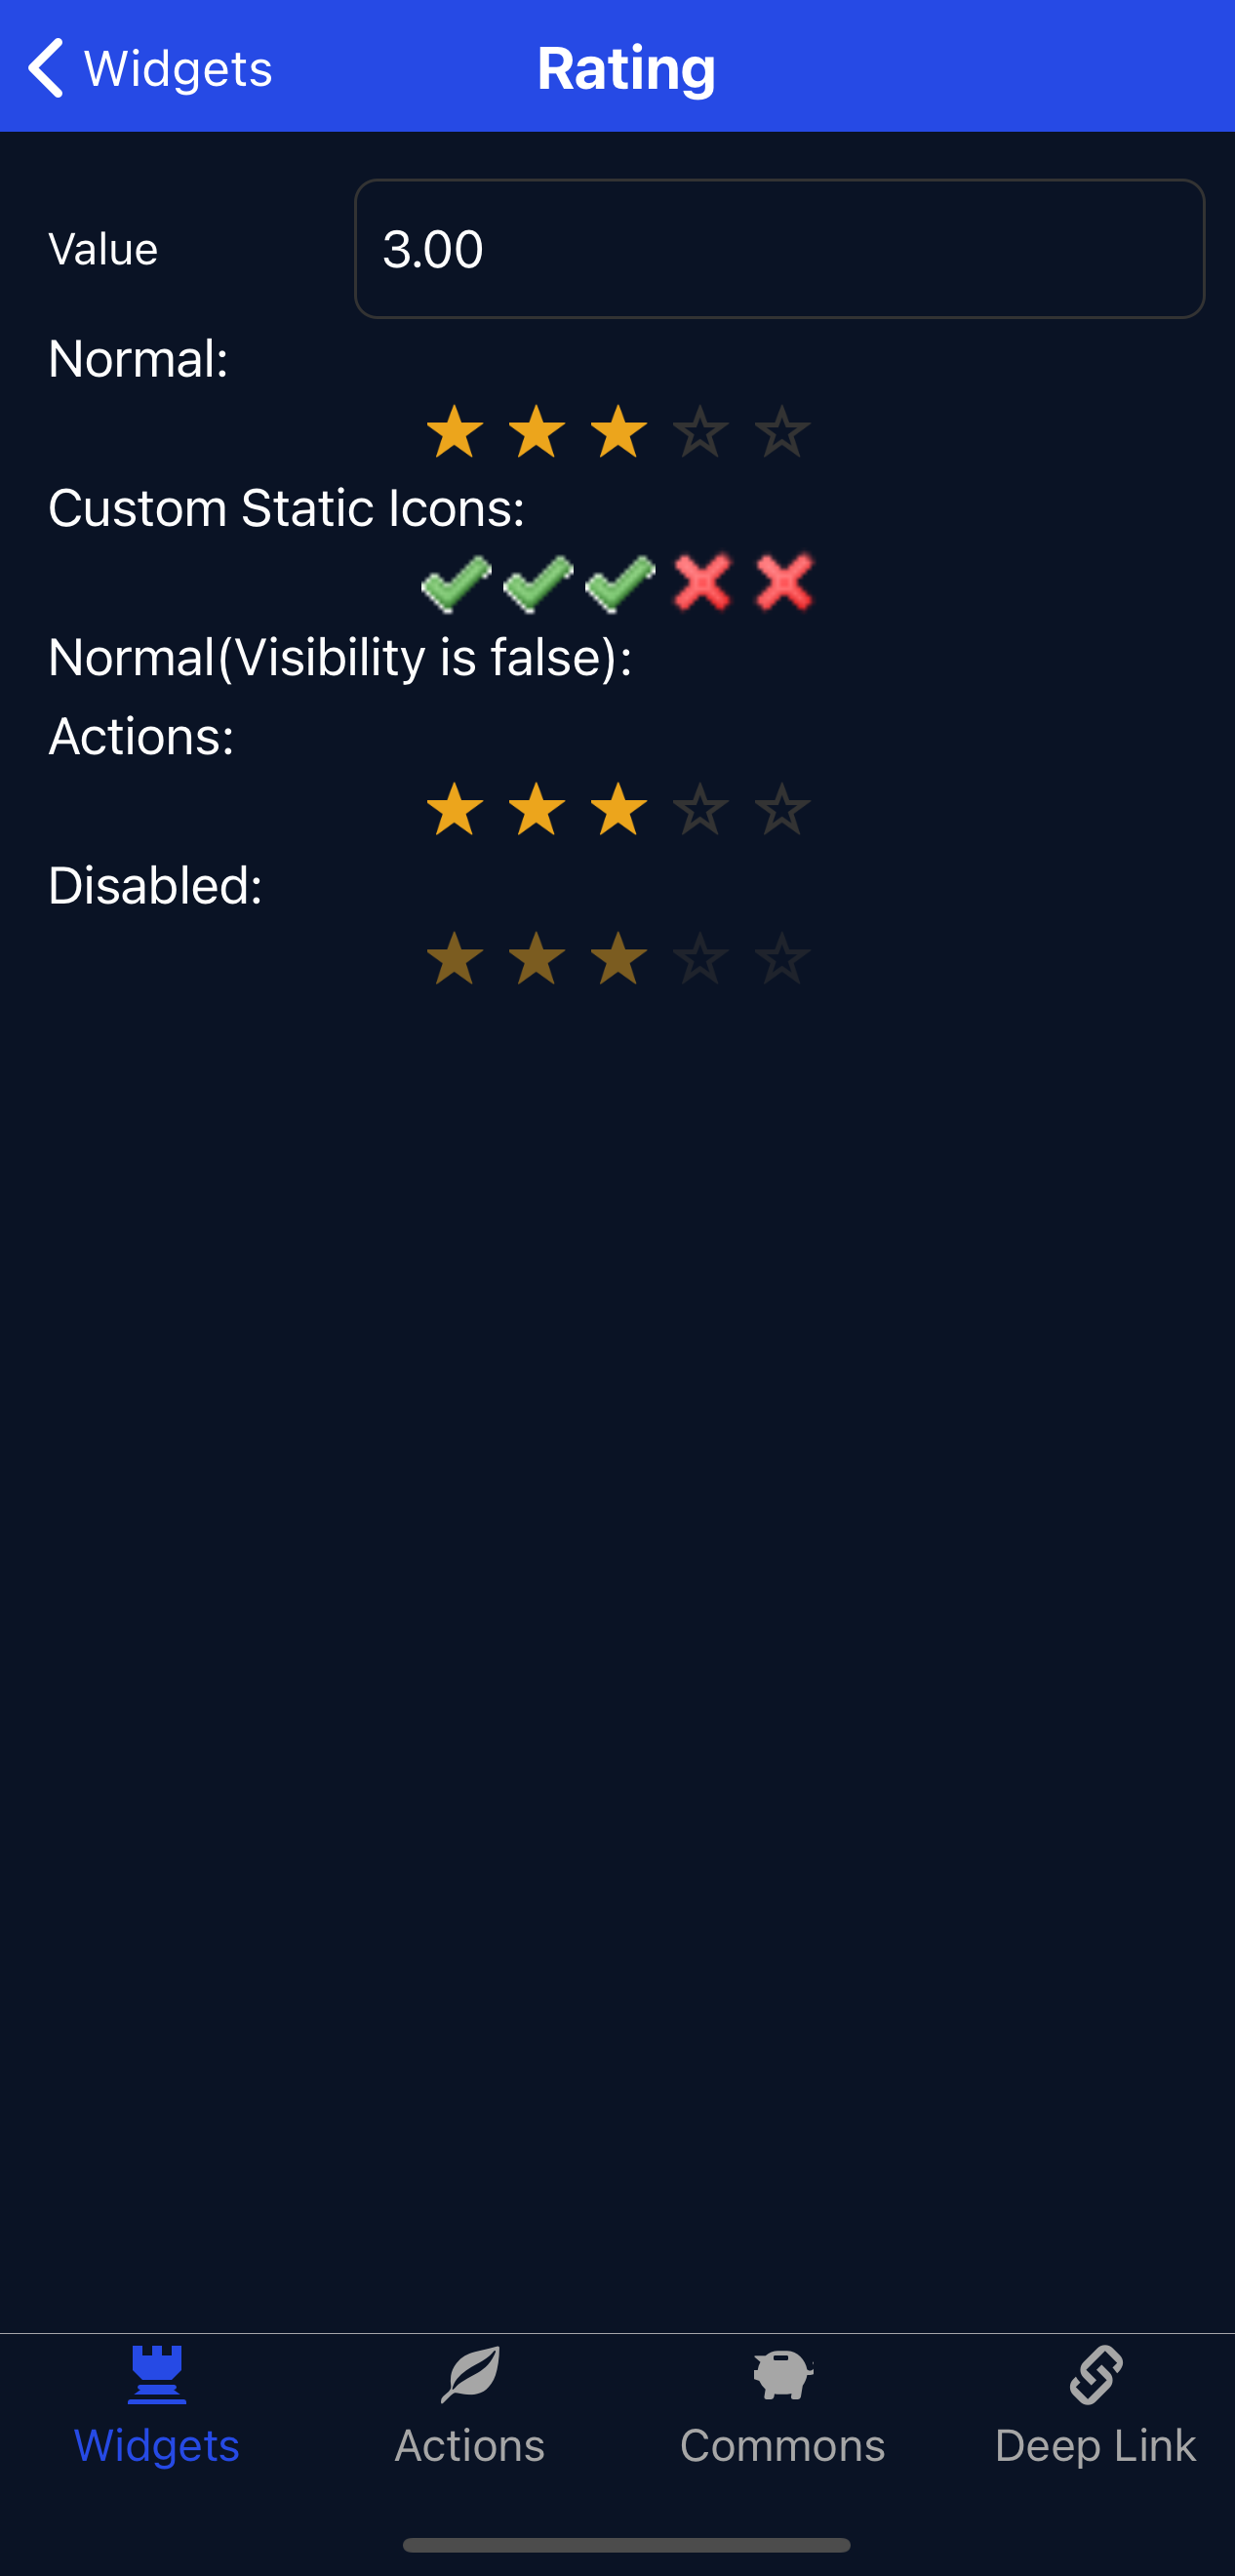 Widgets
Rating
Value
3.00
Normal:
Custom Static Icons:
Normal(Visibility is false):
Actions:
Disabled:
Widgets
Actions
Commons
Deep Link